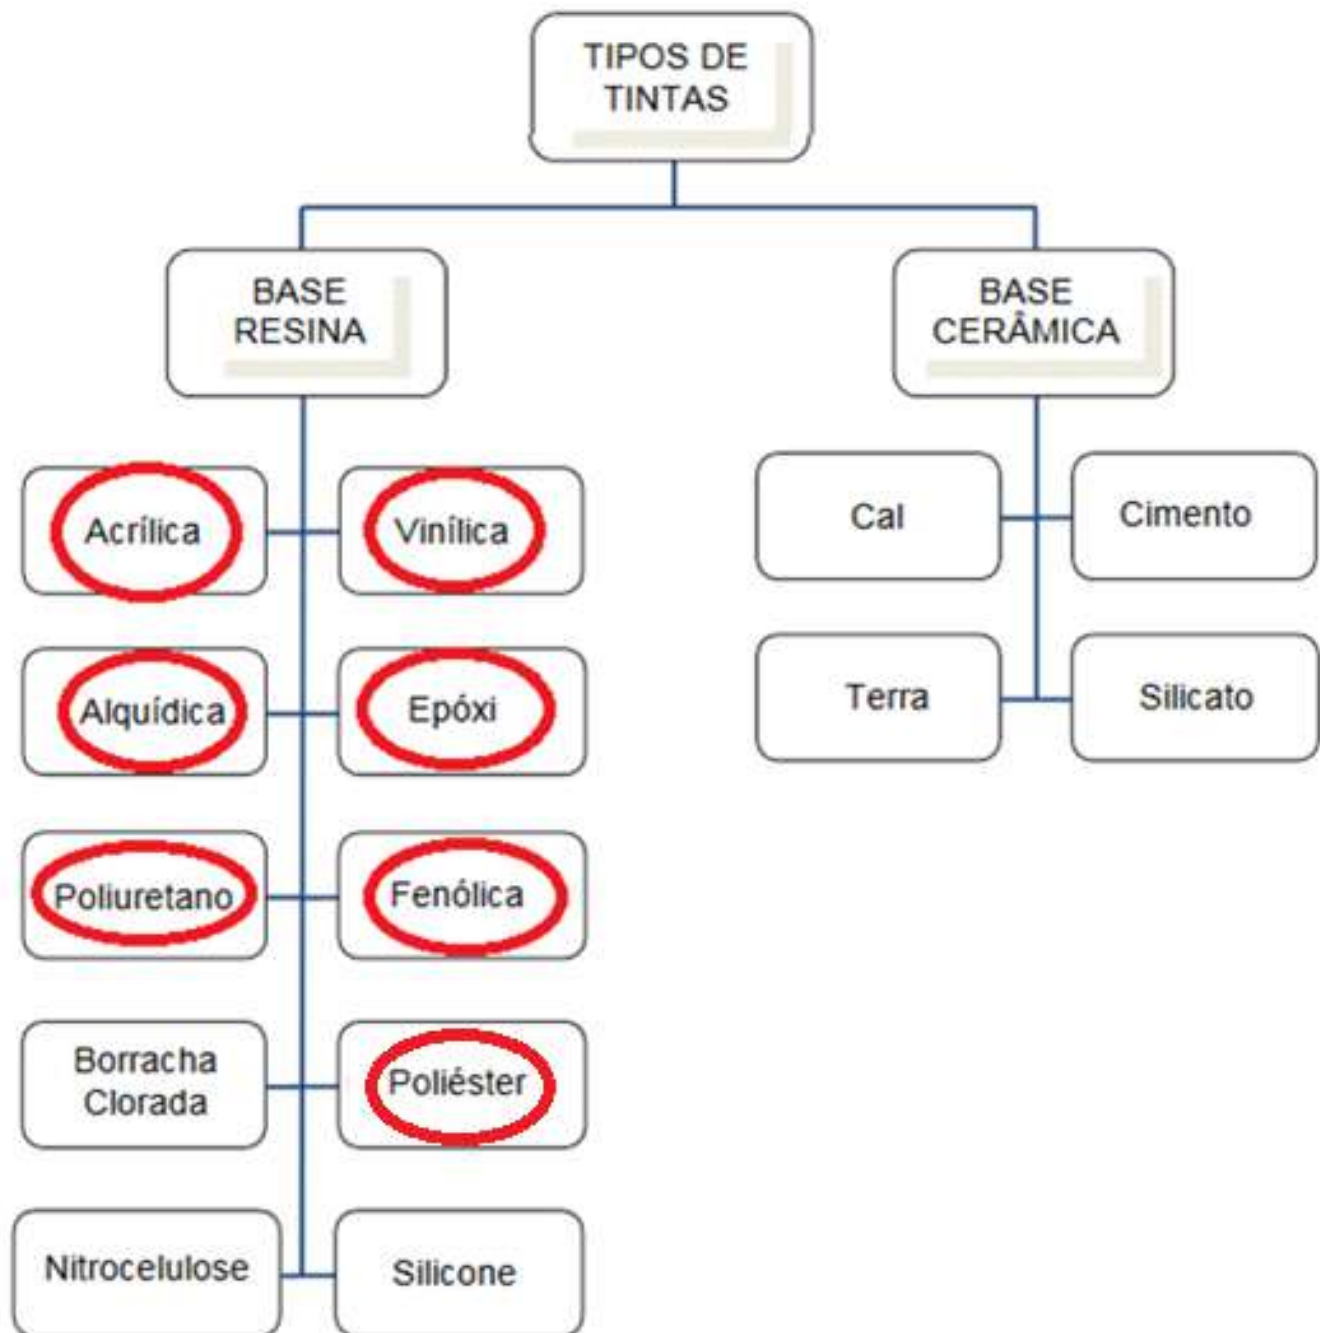 TIPOS DE
TINTAS
BASE
RESINA
BASE
CERÂMICA
Acrílica
Vinílica
Cal
Cimento
Alquídica
Epóxi
Terra
Silicato
Poliuretano
Fenólica
Borracha
Clorada
Poliéster
Nitrocelulose
Silicone